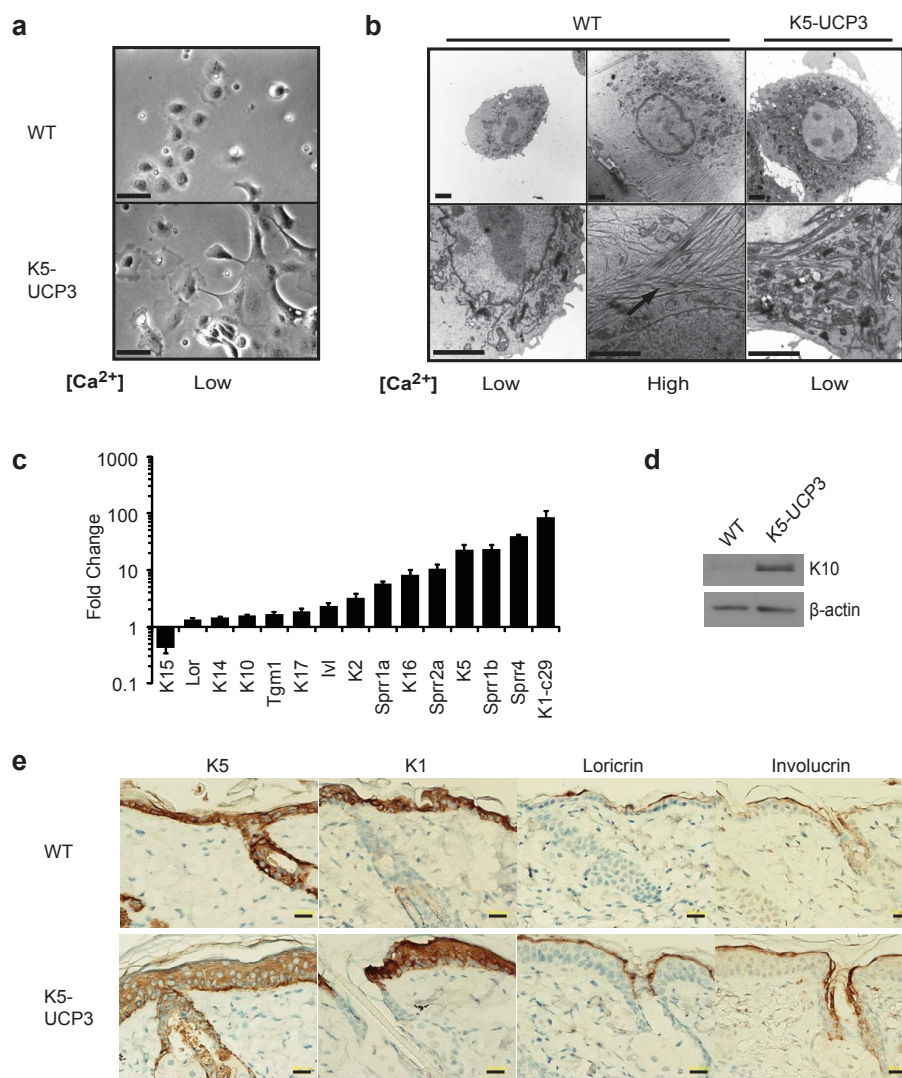 a
WT
K5-
UCP3
[Ca2+]
Low
b
WT
K5-UCP3
[Ca2+]
Low
High
Low
c
Fold Change
1000
100
10
1
0.1
K15
Lor
K14
K10
Tgm1
K17
Ivl
K2
Sprr1a
K16
Sprr2a
K5
Sprr1b
Sprr4
K1-c29
d
WT
K5-UCP3
K10
β-actin
e
K5
K1
Loricrin
Involucrin
WT
K5-
UCP3